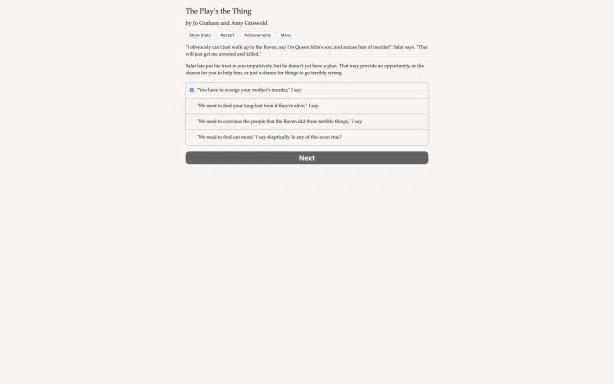 The Play's the Thing
by Jo Graham and Amy Griswold
Show Stats Restart Achievements Menu
"I obviously can't just walk up to the Raven, say I'm Queen Idris's son, and accuse him of murder!" Salar says. "That
will just get me arrested and killed."
Salar has put his trust in you impulsively, but he doesn't yet have a plan. That may provide an opportunity, or the
chance for you to help him, or just a chance for things to go terribly wrong.
"You have to avenge your mother's murder," I say.
"We need to find your long-lost twin if they're alive," I say.
"We need to convince the people that the Raven did these terrible things," I say.
"We need to find out more," I say skeptically. Is any of this even true?
Next